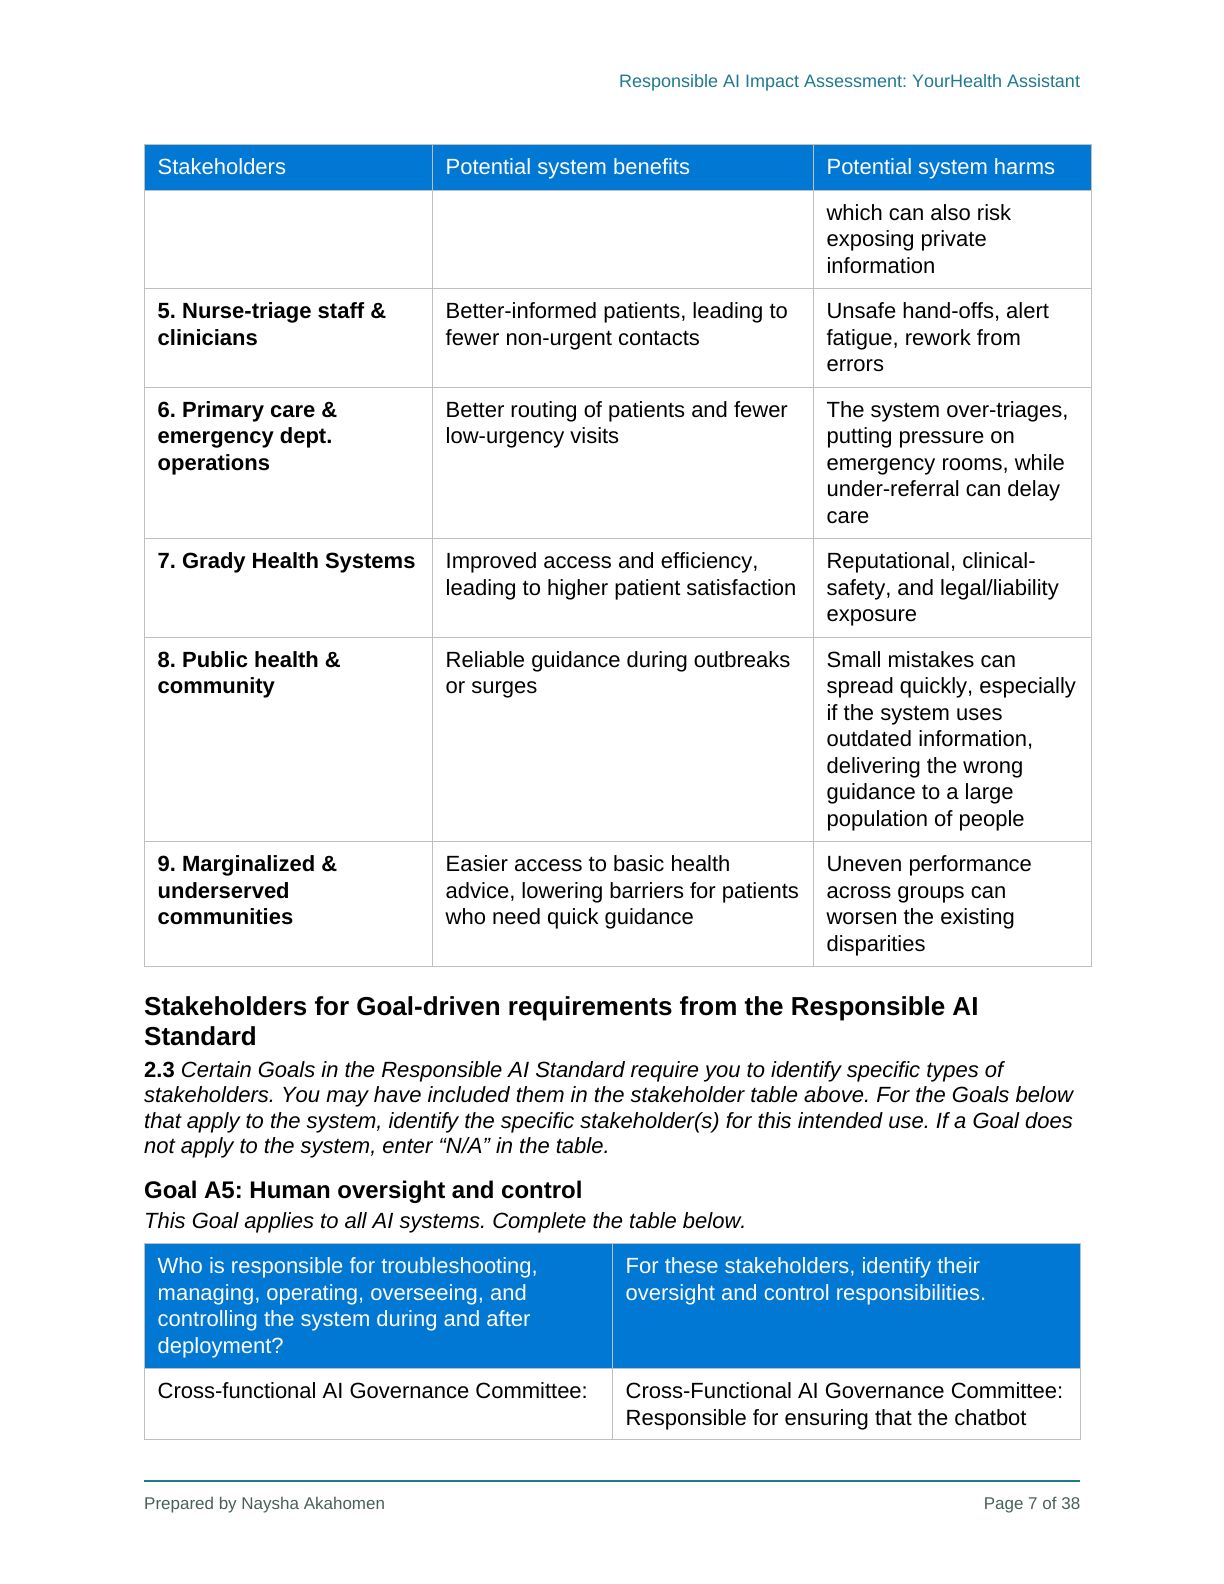 Responsible AI Impact Assessment: YourHealth Assistant
Stakeholders
Potential system benefits
Potential system harms
which can also risk
exposing private
information
5. Nurse-triage staff &
clinicians
Better-informed patients, leading to
fewer non-urgent contacts
Unsafe hand-offs, alert
fatigue, rework from
errors
6. Primary care &
emergency dept.
operations
Better routing of patients and fewer
low-urgency visits
The system over-triages,
putting pressure on
emergency rooms, while
under-referral can delay
care
7. Grady Health Systems
Improved access and efficiency,
leading to higher patient satisfaction
Reputational, clinical-
safety, and legal/liability
exposure
8. Public health &
community
Reliable guidance during outbreaks
or surges
Small mistakes can
spread quickly, especially
if the system uses
outdated information,
delivering the wrong
guidance to a large
population of people
9. Marginalized &
underserved
communities
Easier access to basic health
advice, lowering barriers for patients
who need quick guidance
Uneven performance
across groups can
worsen the existing
disparities
Stakeholders for Goal-driven requirements from the Responsible AI
Standard
2.3 Certain Goals in the Responsible AI Standard require you to identify specific types of
stakeholders. You may have included them in the stakeholder table above. For the Goals below
that apply to the system, identify the specific stakeholder(s) for this intended use. If a Goal does
not apply to the system, enter “N/A” in the table.
Goal A5: Human oversight and control
This Goal applies to all AI systems. Complete the table below.
Who is responsible for troubleshooting,
managing, operating, overseeing, and
controlling the system during and after
deployment?
For these stakeholders, identify their
oversight and control responsibilities.
Cross-functional AI Governance Committee:
Cross-Functional AI Governance Committee:
Responsible for ensuring that the chatbot
Prepared by Naysha Akahomen
Page 7 of 38